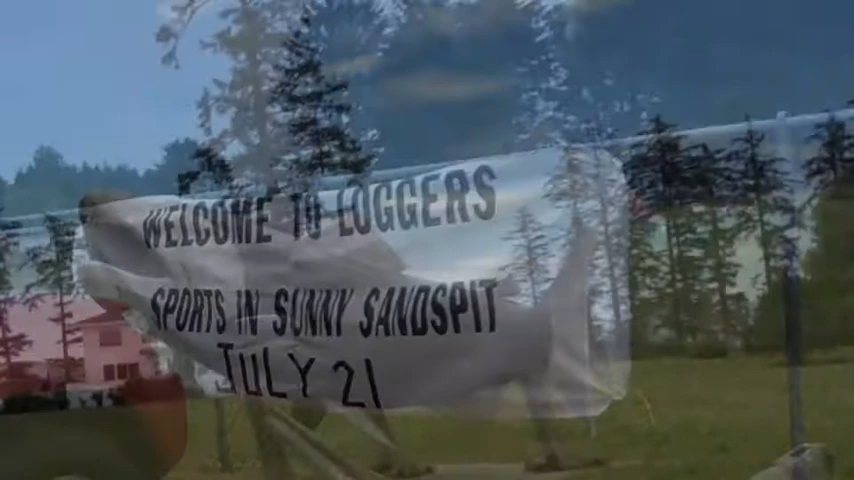 WELCOME TO LOGGERS
SPORTS IN SUNNY SANDSPIT
JULY 21